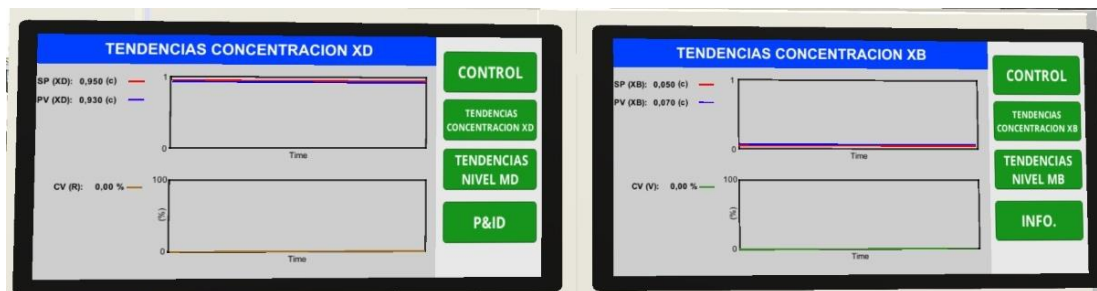 TENDENCIAS CONCENTRACION XD
SP (XD): 0,950 (c)
PV (XD): 0,930 (c)
1
0
Time
CV (R): 0,00 %
100
(%)
0
Time
CONTROL
TENDENCIAS
CONCENTRACION XD
TENDENCIAS
NIVEL MD
P&ID
TENDENCIAS CONCENTRACION XB
SP (XB): 0,050 (c)
PV (XB): 0,070 (c)
1
0
Time
CV (V): 0,00 %
100
(%)
0
Time
CONTROL
TENDENCIAS
CONCENTRACION XB
TENDENCIAS
NIVEL MB
INFO.